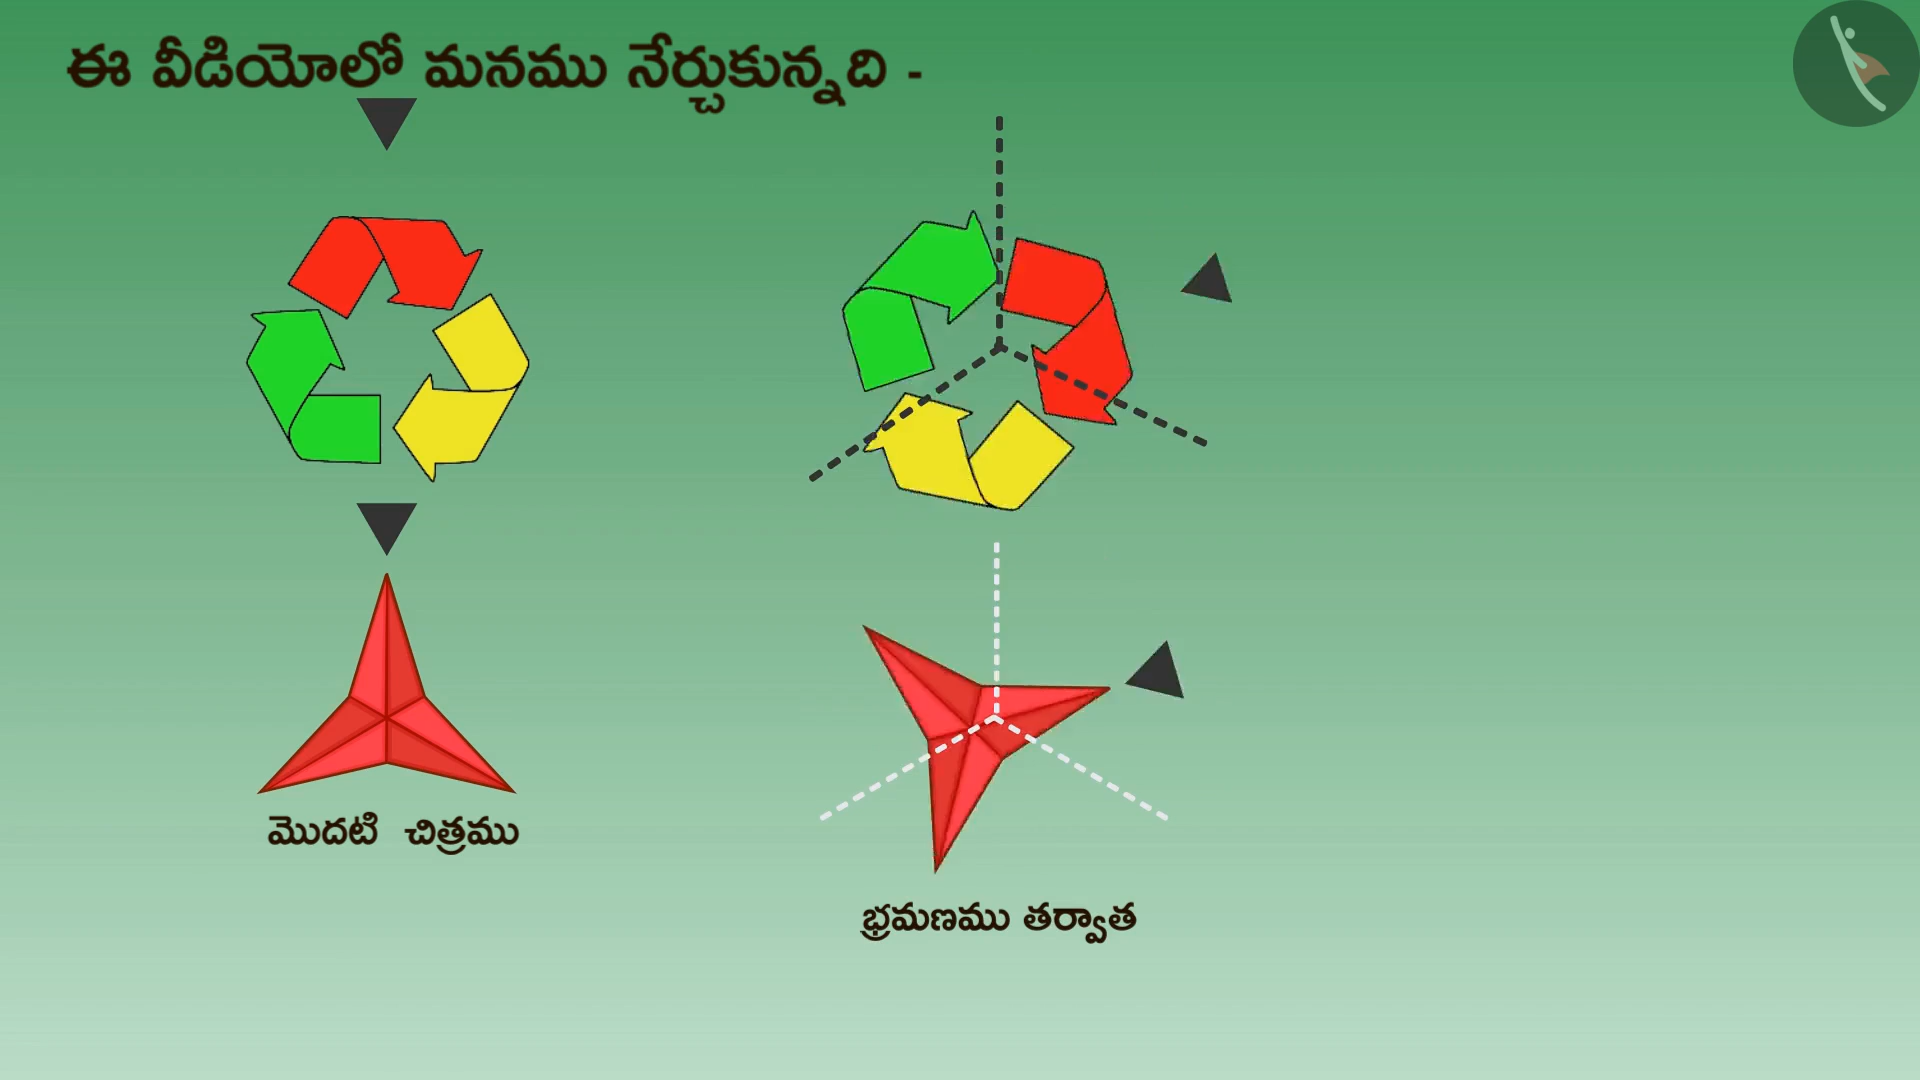 ఈ వీడియోలో మనము నేర్చుకున్నది -
మొదటి చిత్రము
భ్రమణము తర్వాత